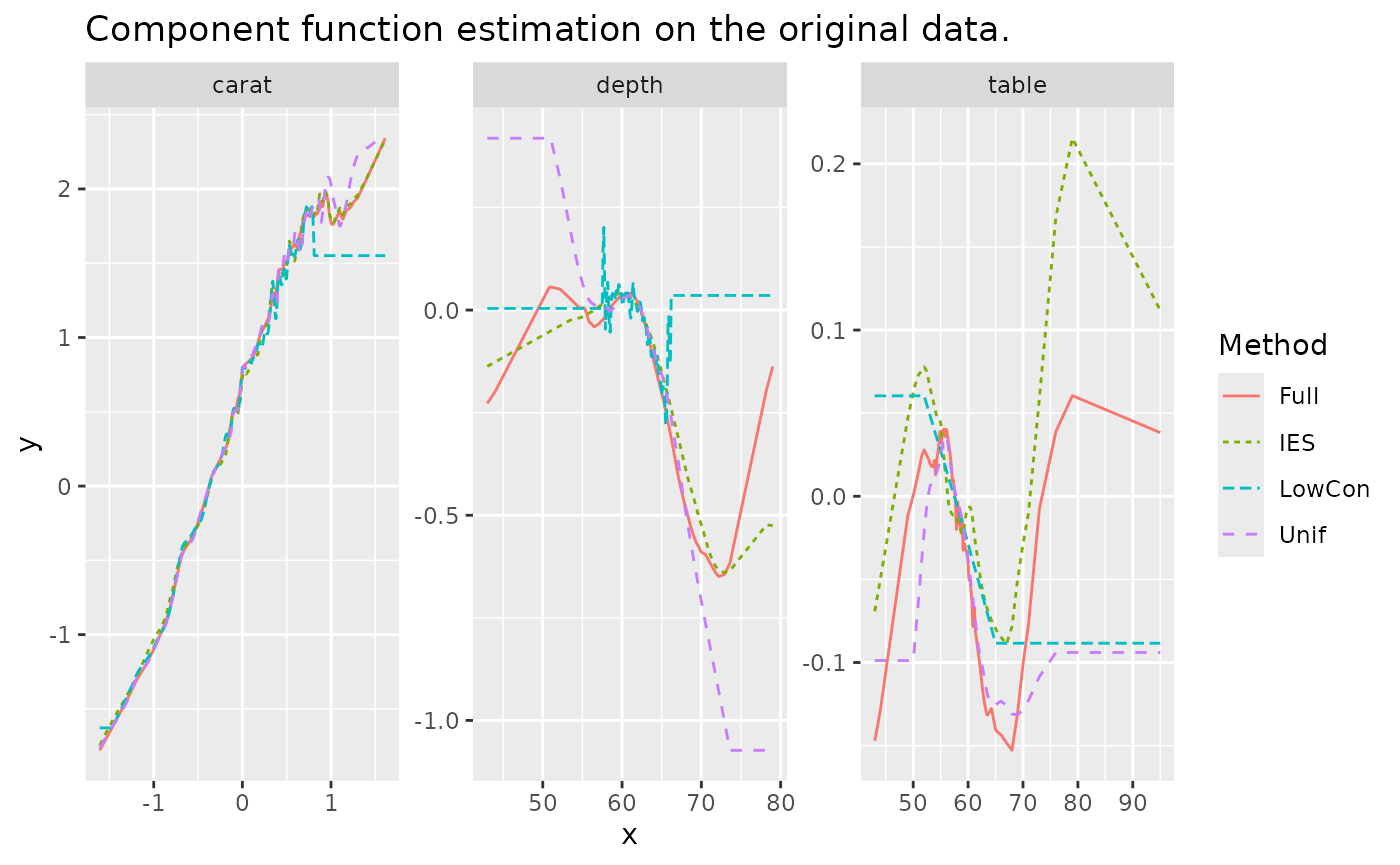 Component function estimation on the original data.
carat
depth
table
y
2
1
0
-1
0.0
-0.5
-1.0
0.2
0.1
0.0
-0.1
-1 0 1
50 60 70 80
50 60 70 80 90
x
Method
Full
IES
LowCon
Unif